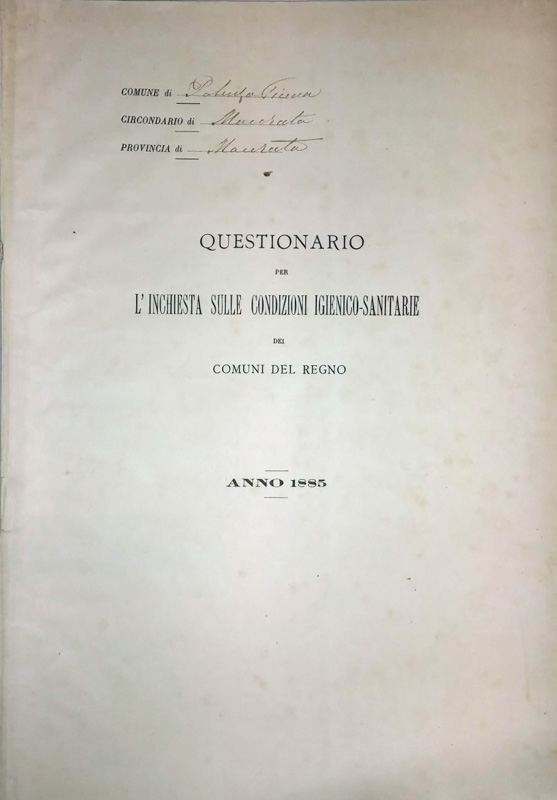 COMUNE di Potenza Picena
CIRCONDARIO di Macerata
PROVINCIA di Macerata
QUESTIONARIO
PER
L'INCHIESTA SULLE CONDIZIONI IGIENICO-SANITARIE
DEI
COMUNI DEL REGNO
ANNO 1885